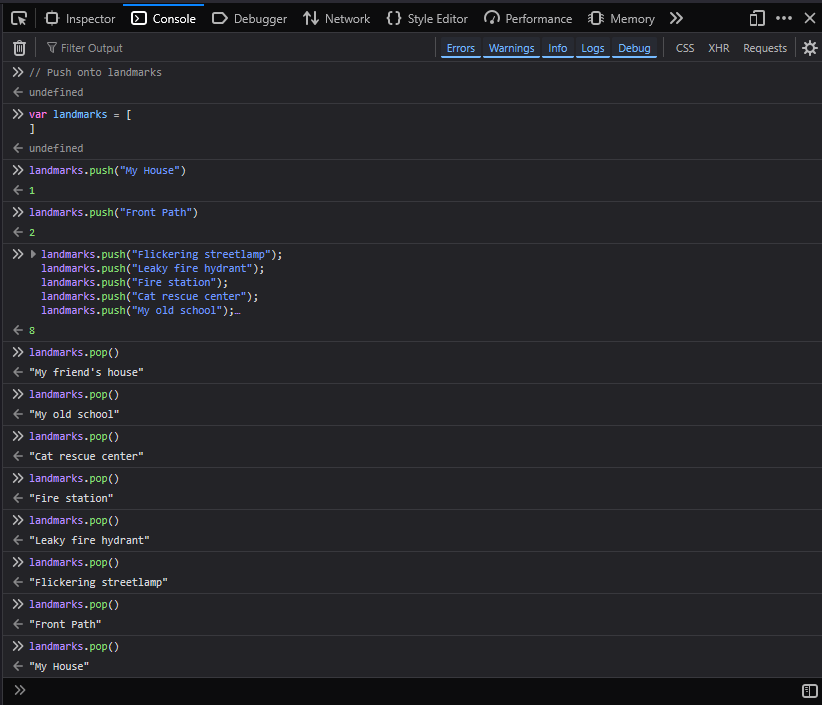 Inspector Console Debugger Network Style Editor Performance Memory
Filter Output Errors Warnings Info Logs Debug CSS XHR Requests
// Push onto landmarks
undefined
var landmarks = [
]
undefined
landmarks.push("My House")
1
landmarks.push("Front Path")
2
landmarks.push("Flickering streetlamp");
landmarks.push("Leaky fire hydrant");
landmarks.push("Fire station");
landmarks.push("Cat rescue center");
landmarks.push("My old school");…
8
landmarks.pop()
"My friend's house"
landmarks.pop()
"My old school"
landmarks.pop()
"Cat rescue center"
landmarks.pop()
"Fire station"
landmarks.pop()
"Leaky fire hydrant"
landmarks.pop()
"Flickering streetlamp"
landmarks.pop()
"Front Path"
landmarks.pop()
"My House"